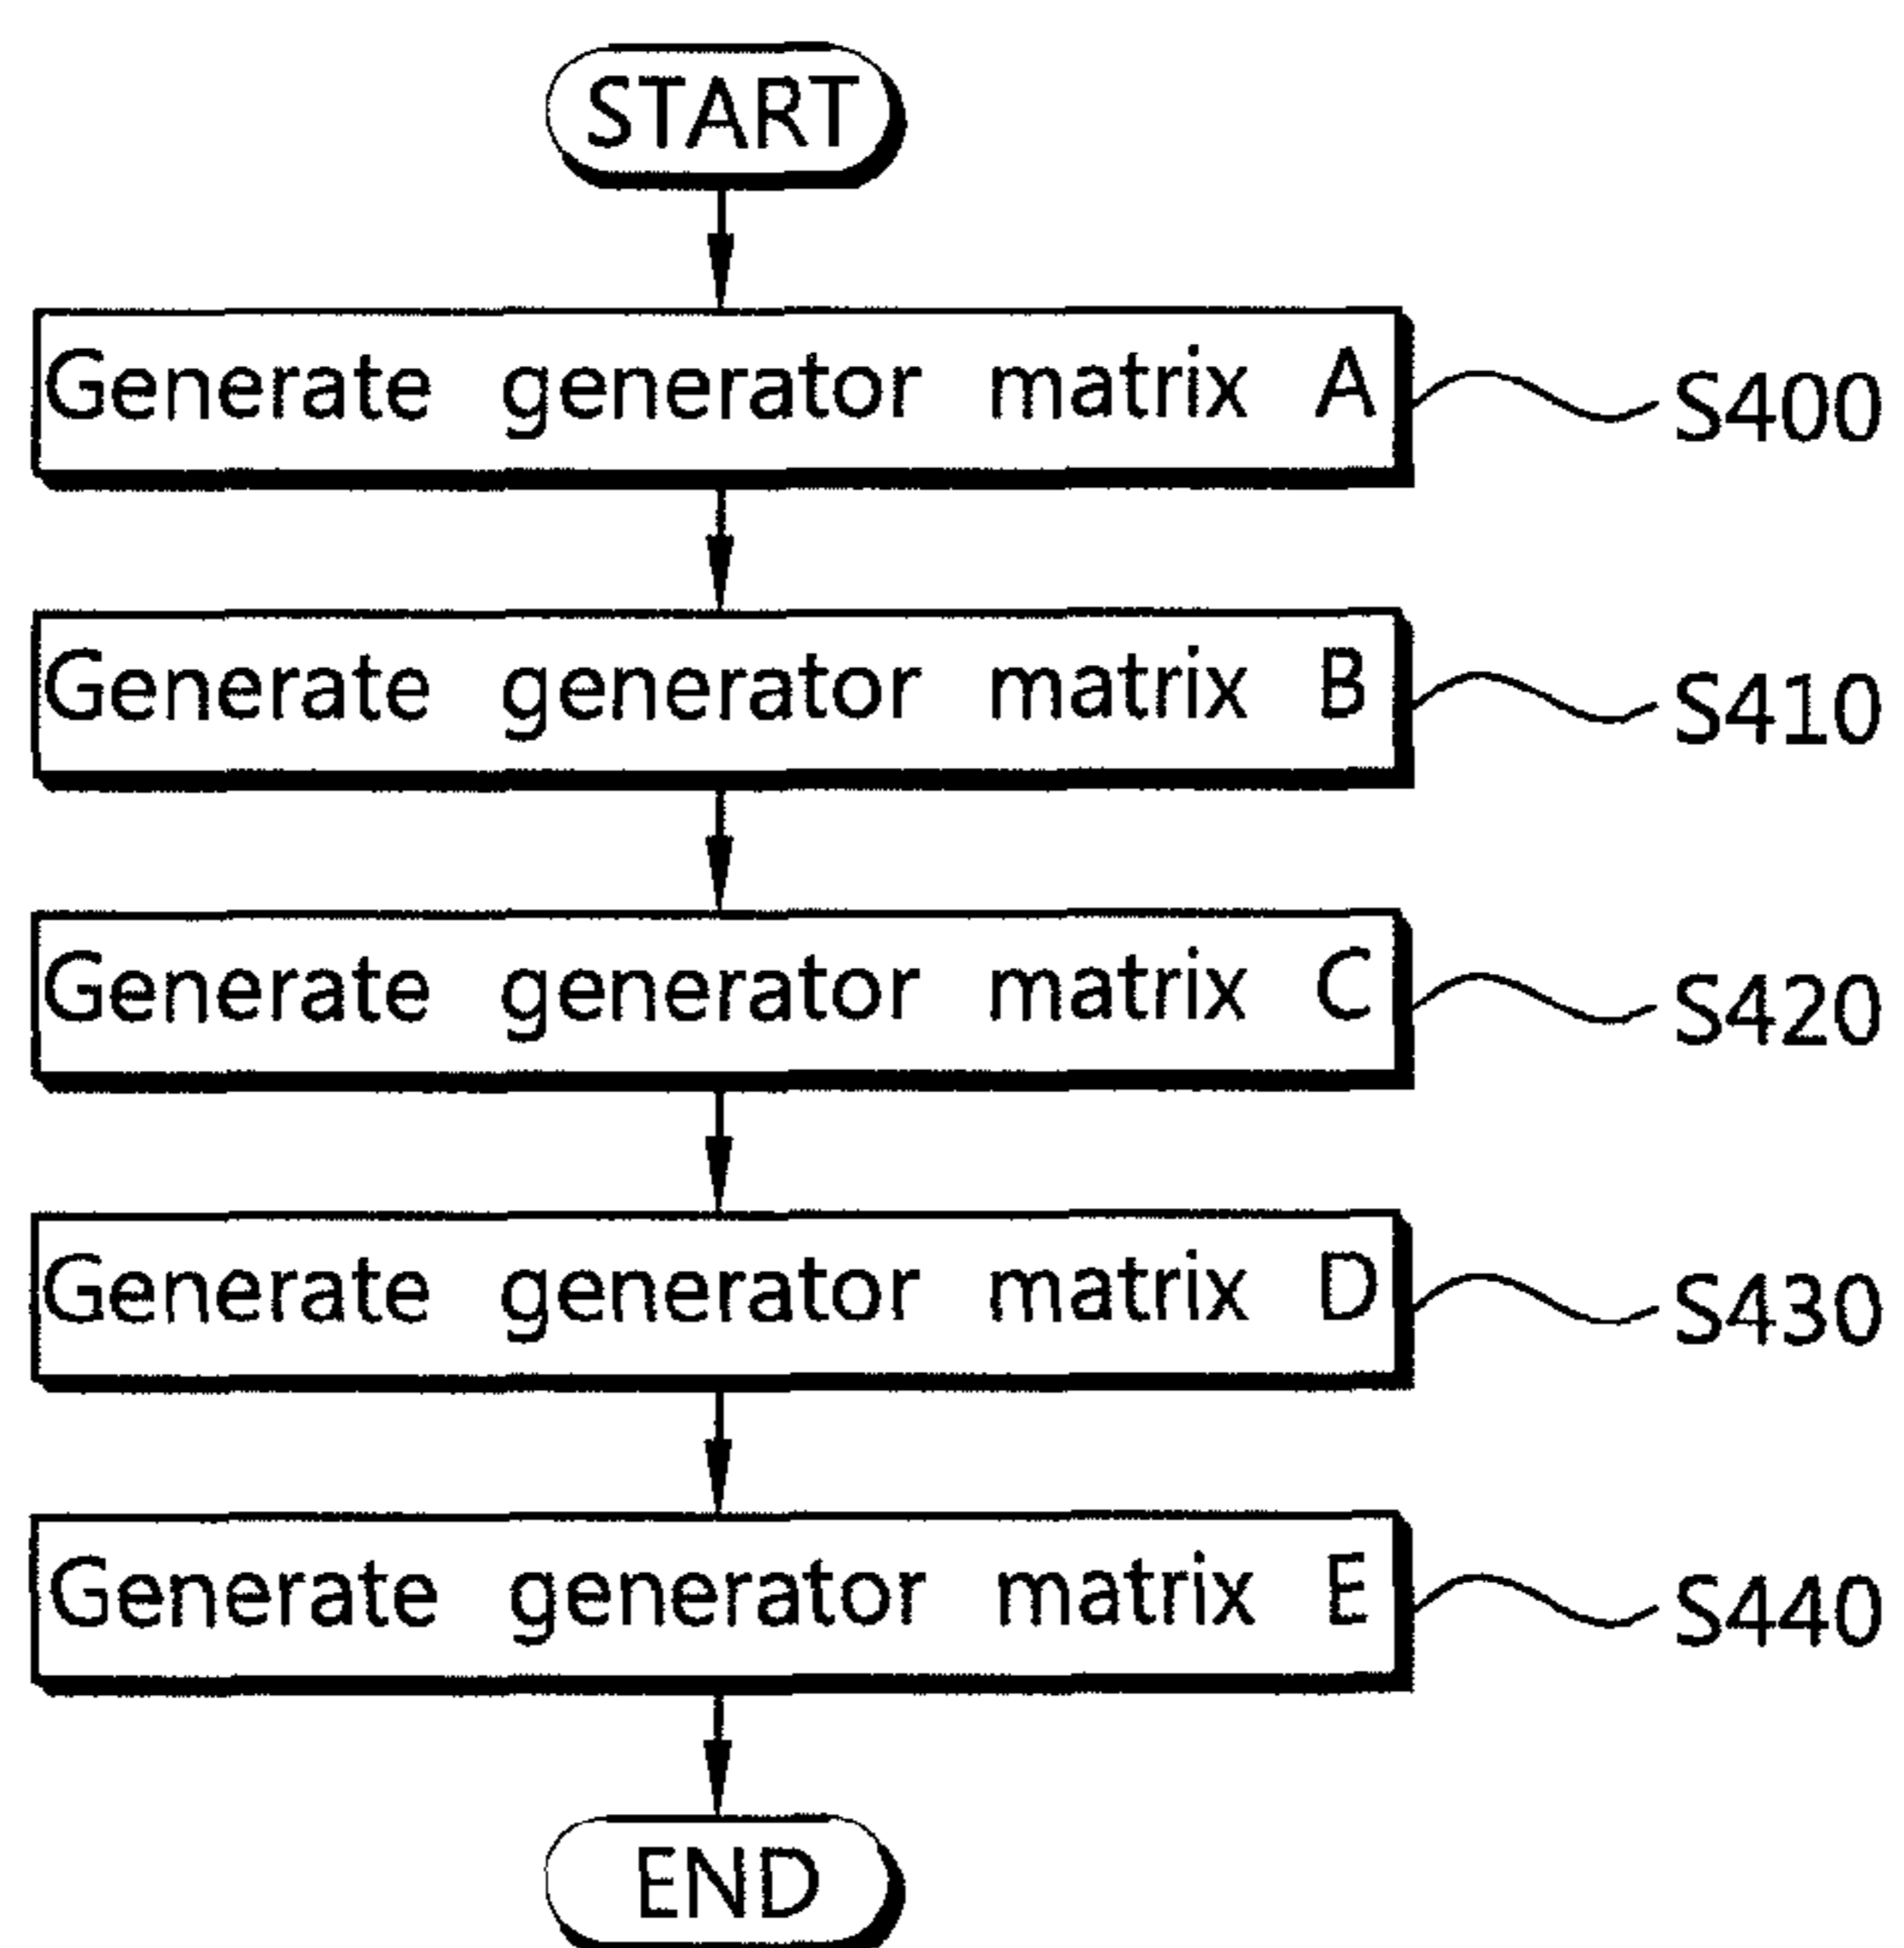 START
Generate generator matrix A
S400
Generate generator matrix B
S410
Generate generator matrix C
S420
Generate generator matrix D
S430
Generate generator matrix E
S440
END